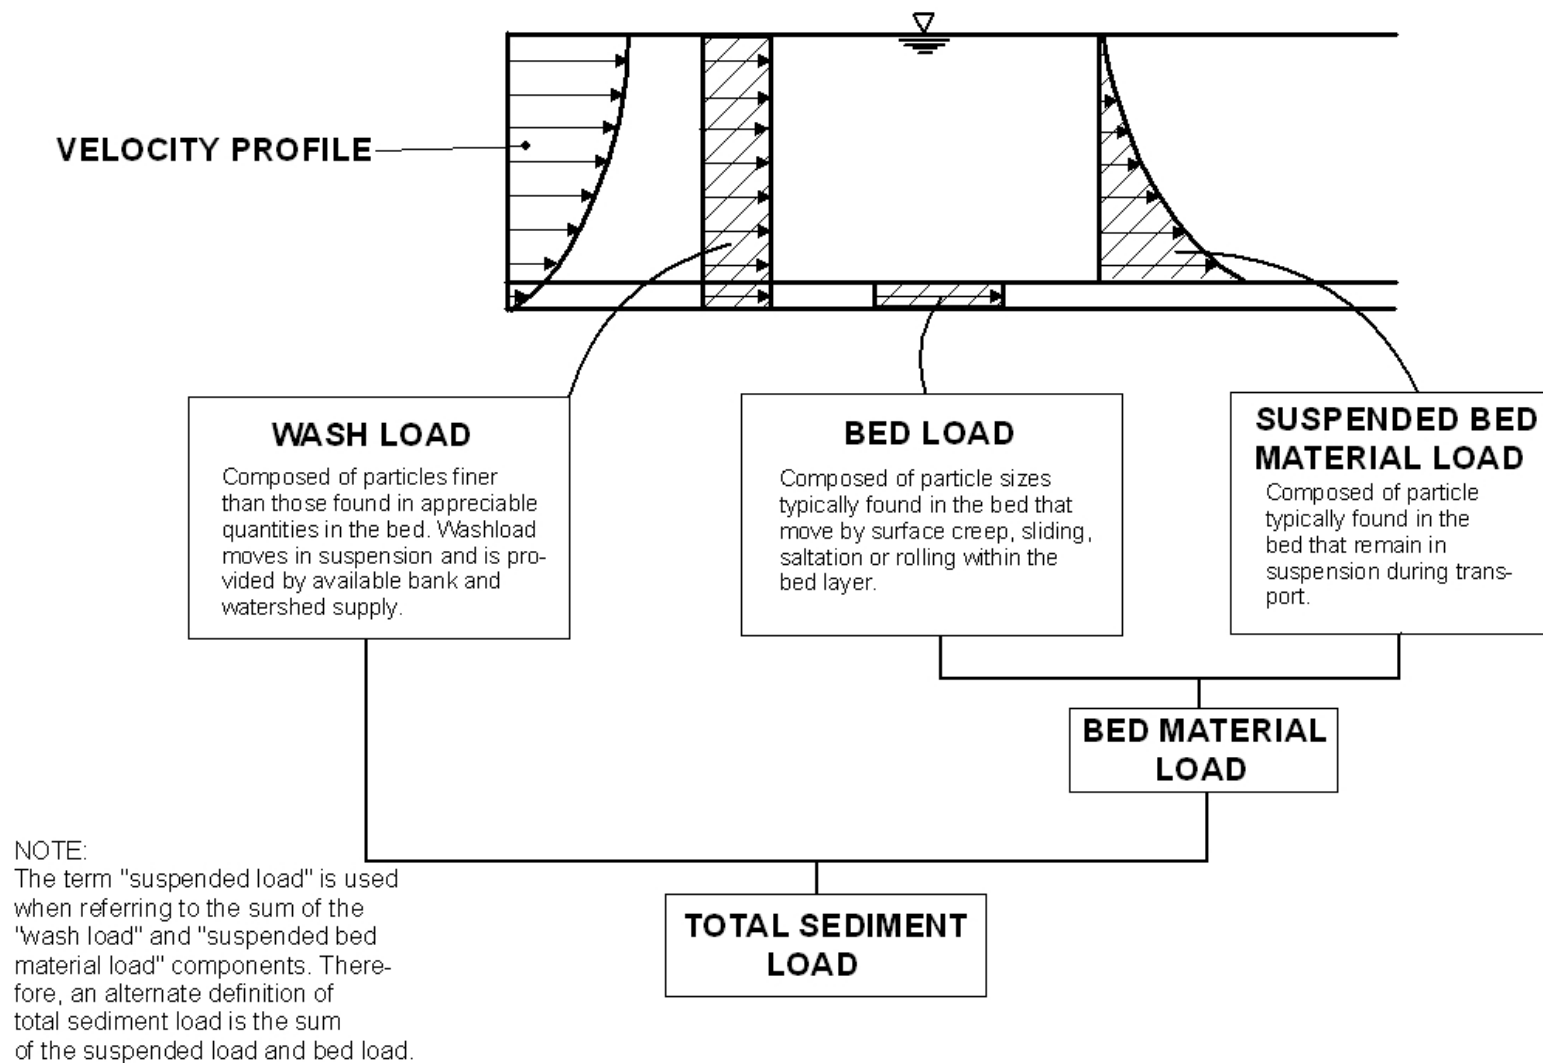 VELOCITY PROFILE
WASH LOAD
Composed of particles finer
than those found in appreciable
quantities in the bed. Washload
moves in suspension and is pro-
vided by available bank and
watershed supply.
BED LOAD
Composed of particle sizes
typically found in the bed that
move by surface creep, sliding,
saltation or rolling within the
bed layer.
SUSPENDED BED
MATERIAL LOAD
Composed of particle
typically found in the
bed that remain in
suspension during trans-
port.
BED MATERIAL
LOAD
TOTAL SEDIMENT
LOAD
NOTE:
The term "suspended load" is used
when referring to the sum of the
"wash load" and "suspended bed
material load" components. There-
fore, an alternate definition of
total sediment load is the sum
of the suspended load and bed load.